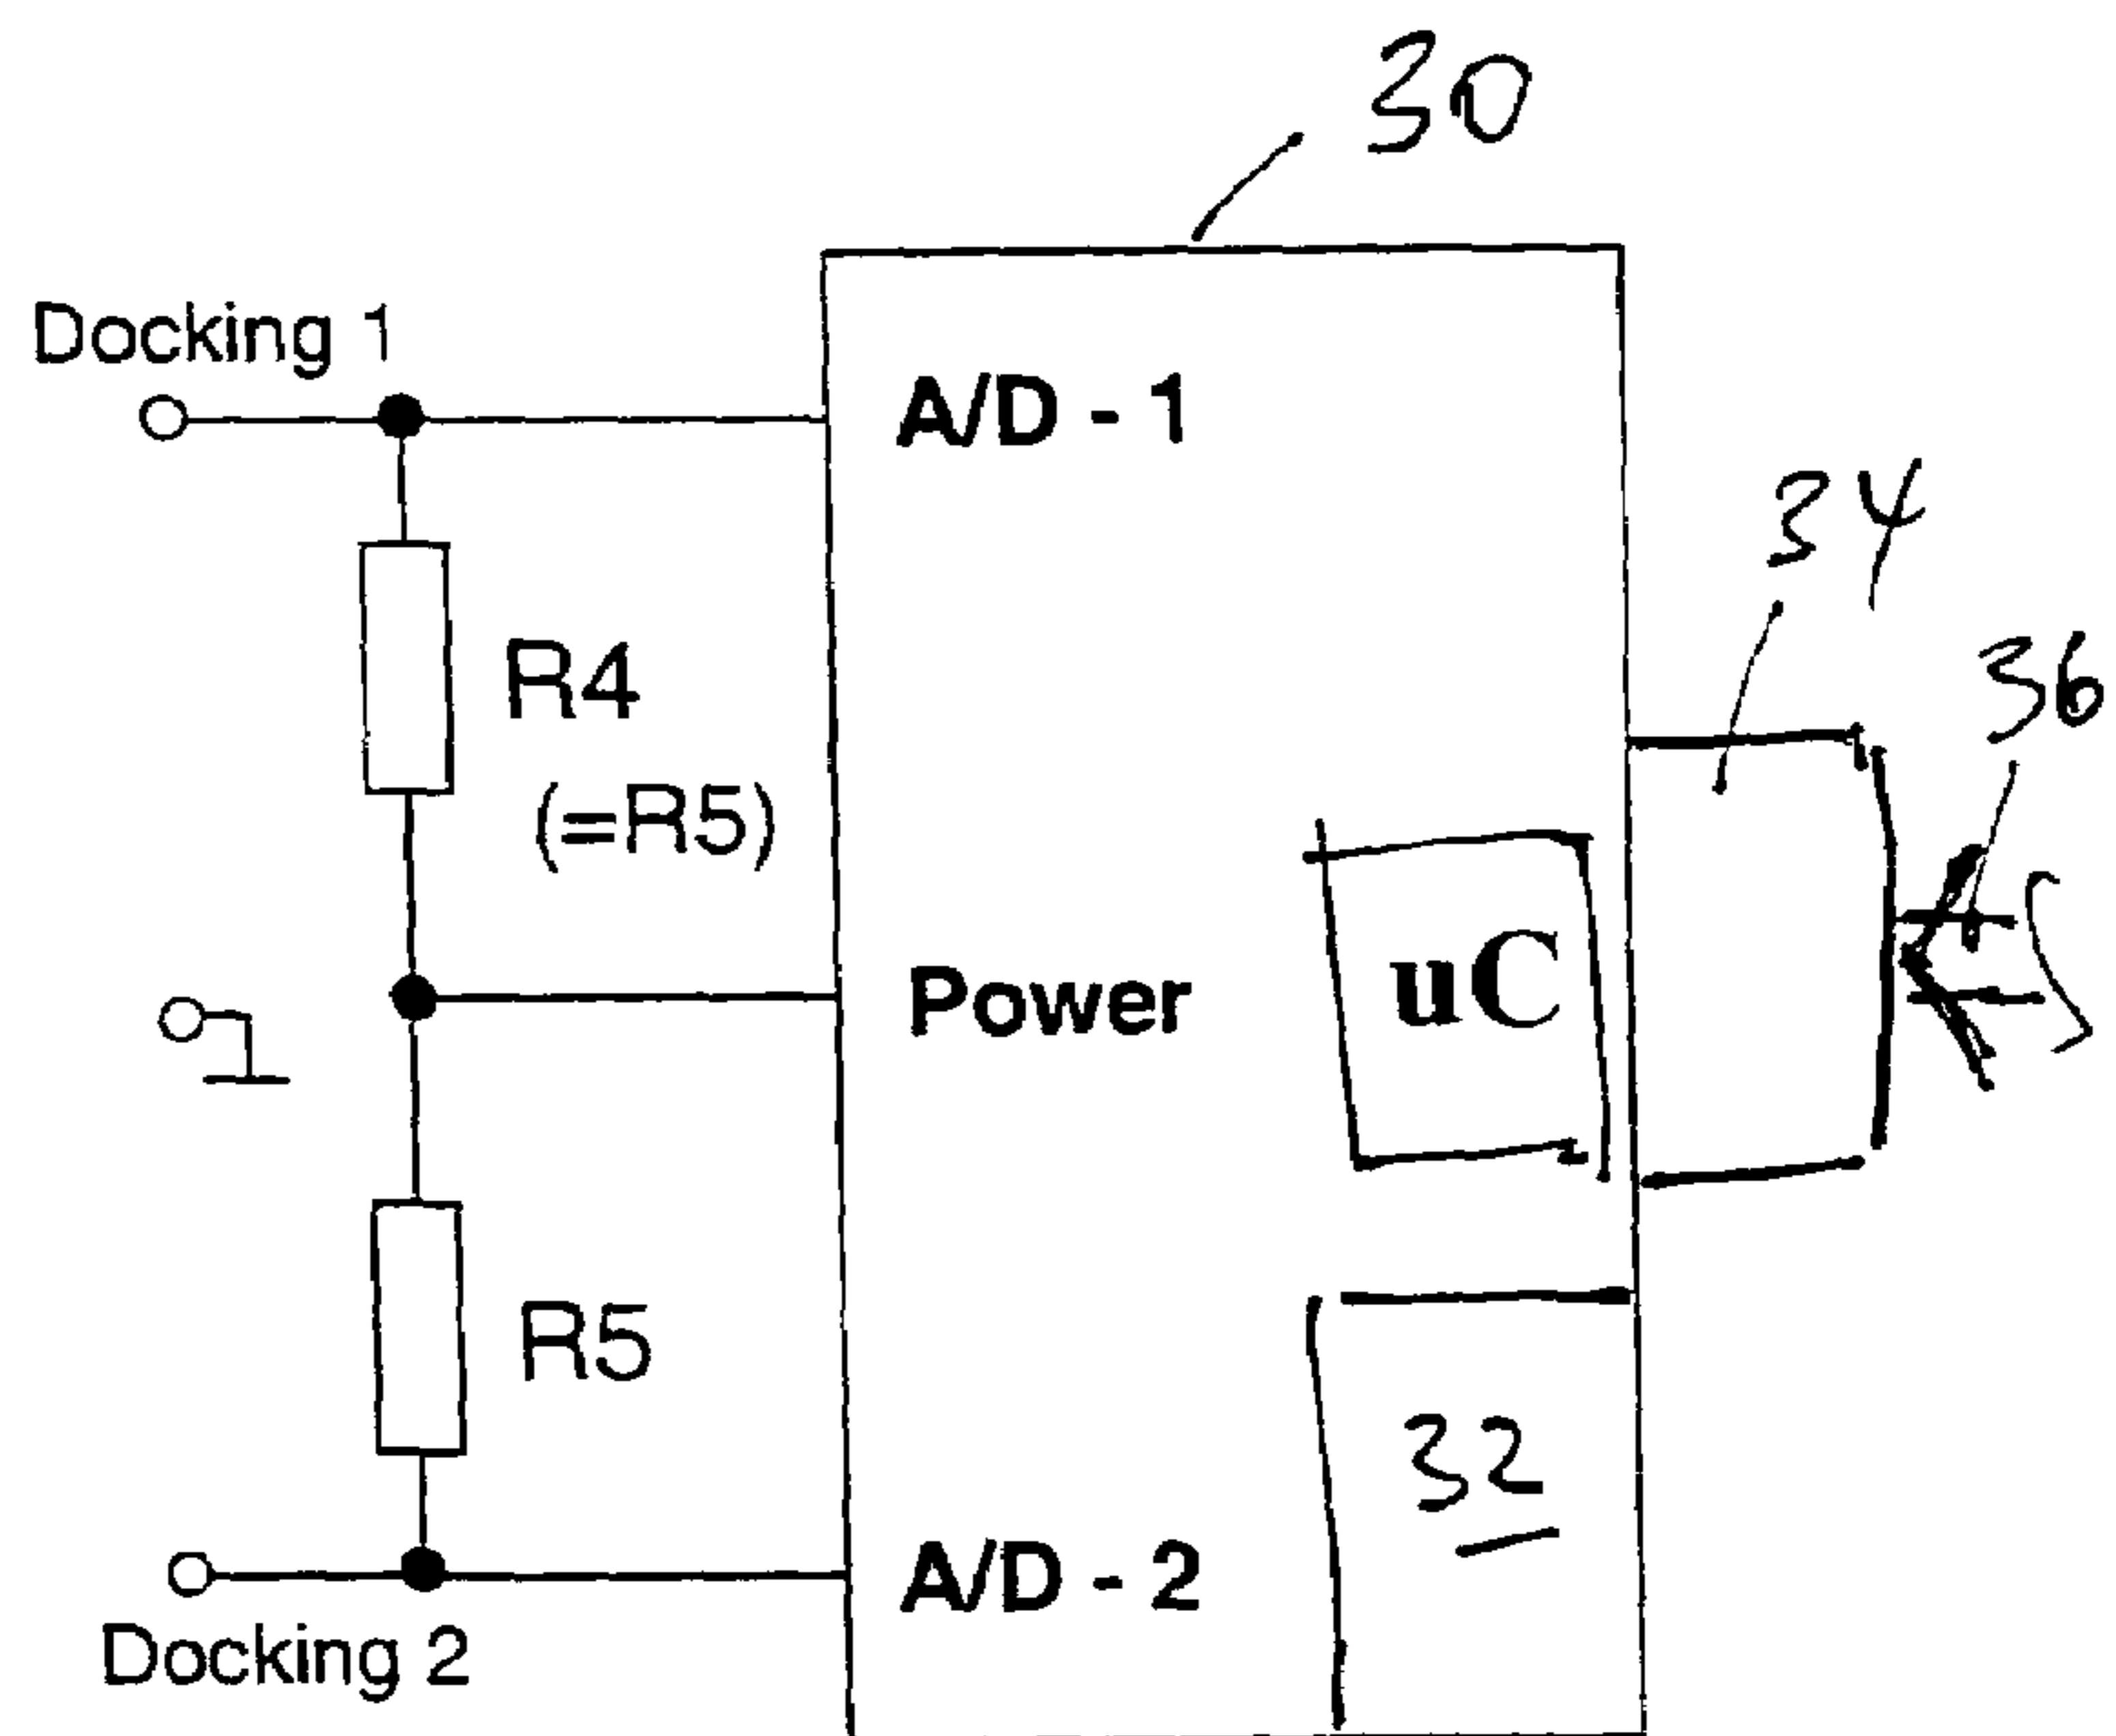 30
Docking 1
A/D - 1
34
R4
36
(=R5)
uC
Power
R5
32
A/D - 2
Docking 2